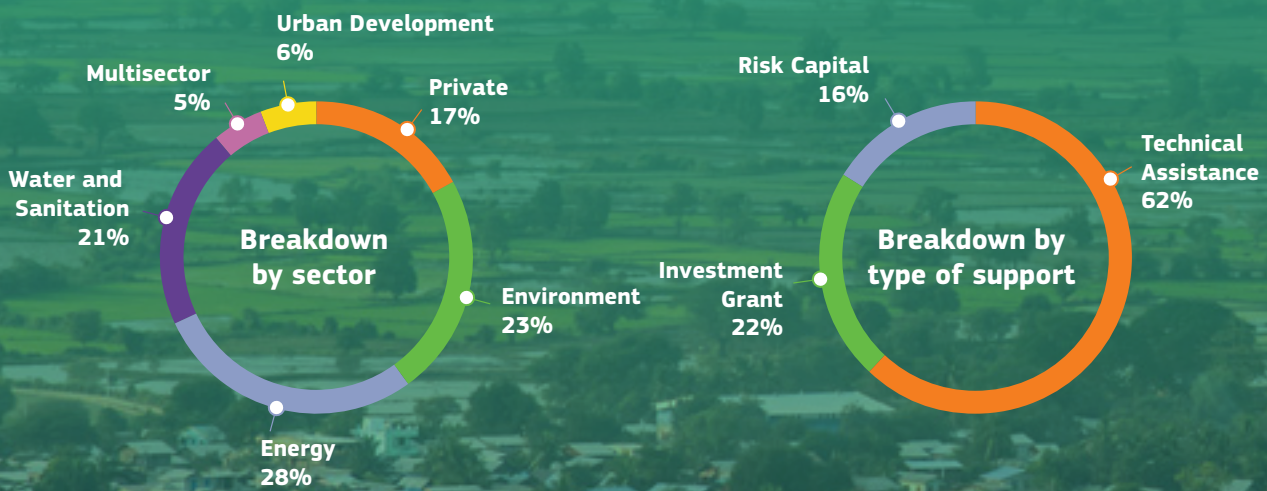 Urban Development
6%
Multisector
5%
Private
17%
Water and
Sanitation
21%
Breakdown
by sector
Environment
23%
Energy
28%
Risk Capital
16%
Technical
Assistance
62%
Breakdown by
type of support
Investment
Grant
22%